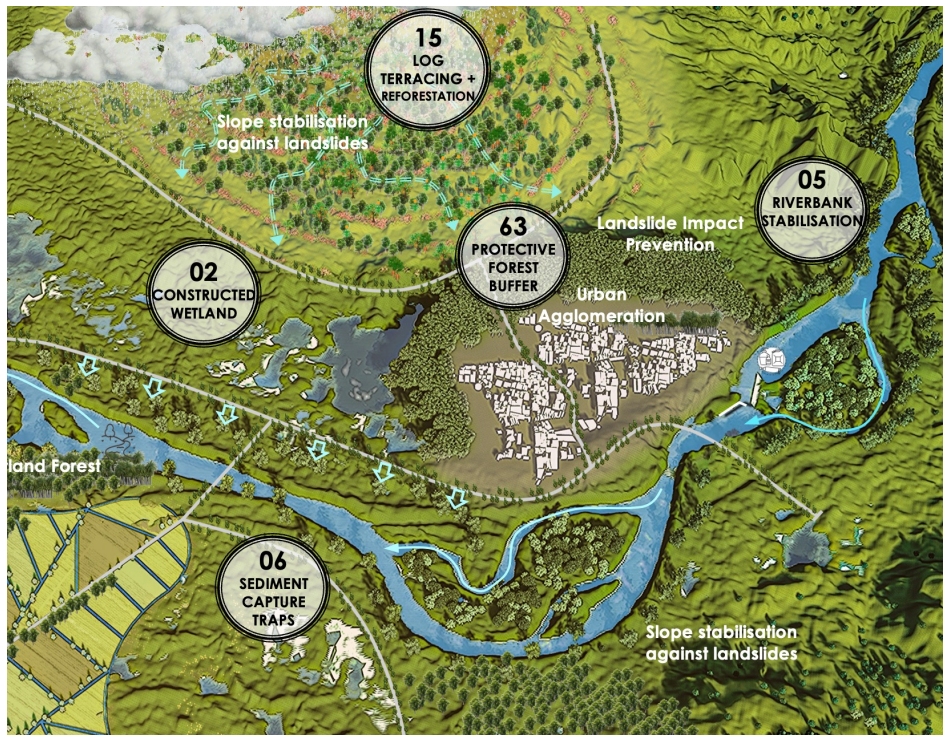 15
LOG
TERRACING +
REFORESTATION
Slope stabilisation
against landslides
05
RIVERBANK
STABILISATION
63
PROTECTIVE
FOREST
BUFFER
Landslide Impact
Prevention
02
CONSTRUCTED
WETLAND
Urban
Agglomeration
land Forest
06
SEDIMENT
CAPTURE
TRAPS
Slope stabilisation
against landslides